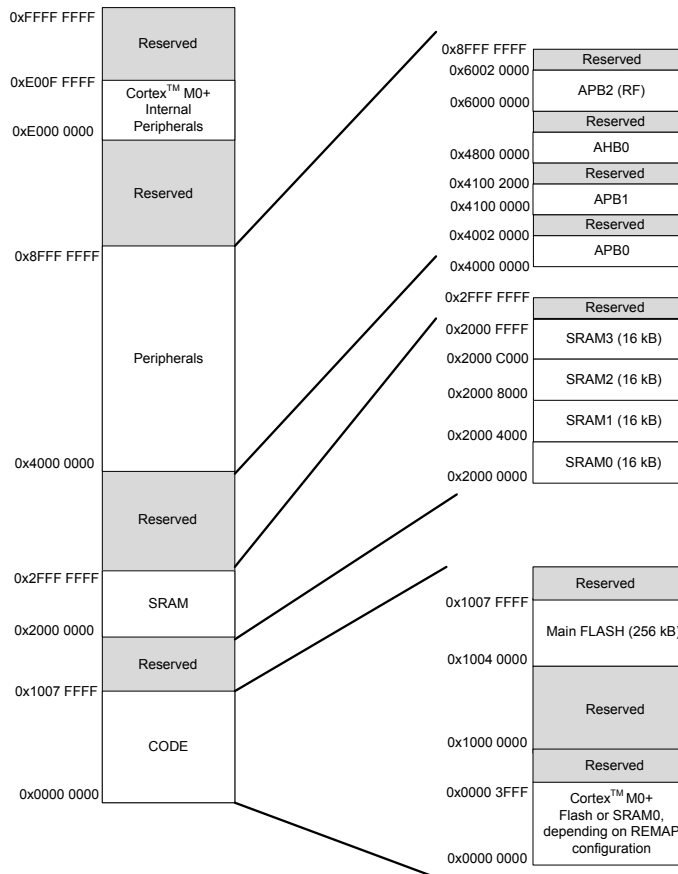 0xFFFF FFFF
Reserved
0xE00F FFFF
Cortex™ M0+
Internal
Peripherals
0xE000 0000
Reserved
0x8FFF FFFF
Peripherals
0x4000 0000
Reserved
0x2FFF FFFF
SRAM
0x2000 0000
Reserved
0x1007 FFFF
CODE
0x0000 0000
0x8FFF FFFF
Reserved
0x6002 0000
APB2 (RF)
0x6000 0000
Reserved
AHB0
0x4800 0000
Reserved
0x4100 2000
APB1
0x4100 0000
Reserved
0x4002 0000
APB0
0x4000 0000
0x2FFF FFFF
Reserved
0x2000 FFFF
SRAM3 (16 kB)
0x2000 C000
SRAM2 (16 kB)
0x2000 8000
SRAM1 (16 kB)
0x2000 4000
SRAM0 (16 kB)
0x2000 0000
Reserved
0x1007 FFFF
Main FLASH (256 kB)
0x1004 0000
Reserved
0x1000 0000
Reserved
0x0000 3FFF
Cortex™ M0+
Flash or SRAM0,
depending on REMAP
configuration
0x0000 0000